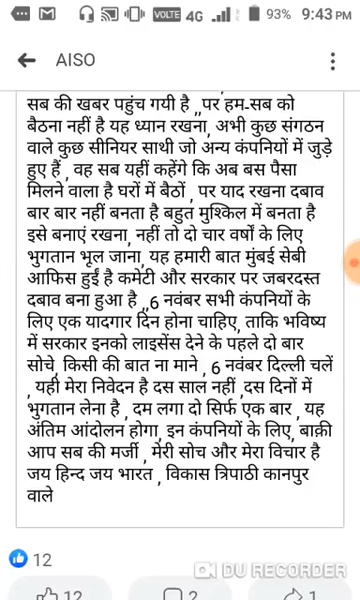 VOLTE 4G 93% 9:43 PM
AISO
सब की खबर पहुंच गयी है ,,पर हम-सब को
बैठना नहीं है यह ध्यान रखना, अभी कुछ संगठन
वाले कुछ सीनियर साथी जो अन्य कंपनियों में जुड़े
हुए हैं , वह सब यहीं कहेंगे कि अब बस पैसा
मिलने वाला है घरों में बैठों , पर याद रखना दबाव
बार बार नहीं बनता है बहुत मुश्किल में बनता है
इसे बनाएं रखना, नहीं तो दो चार वर्षों के लिए
भुगतान भूल जाना, यह हमारी बात मुंबई सेबी
आफिस हुईं है कमेटी और सरकार पर जबरदस्त
दबाव बना हुआ है ,,6 नवंबर सभी कंपनियों के
लिए एक यादगार दिन होना चाहिए, ताकि भविष्य
में सरकार इनको लाइसेंस देने के पहले दो बार
सोचे, किसी की बात ना माने , 6 नवंबर दिल्ली चलें
, यही मेरा निवेदन है दस साल नहीं ,दस दिनों में
भुगतान लेना है , दम लगा दो सिर्फ एक बार , यह
अंतिम आंदोलन होगा, इन कंपनियों के लिए, बाक़ी
आप सब की मर्जी , मेरी सोच और मेरा विचार है
जय हिन्द जय भारत , विकास त्रिपाठी कानपुर
वाले
12
DU RECORDER
12 2 1